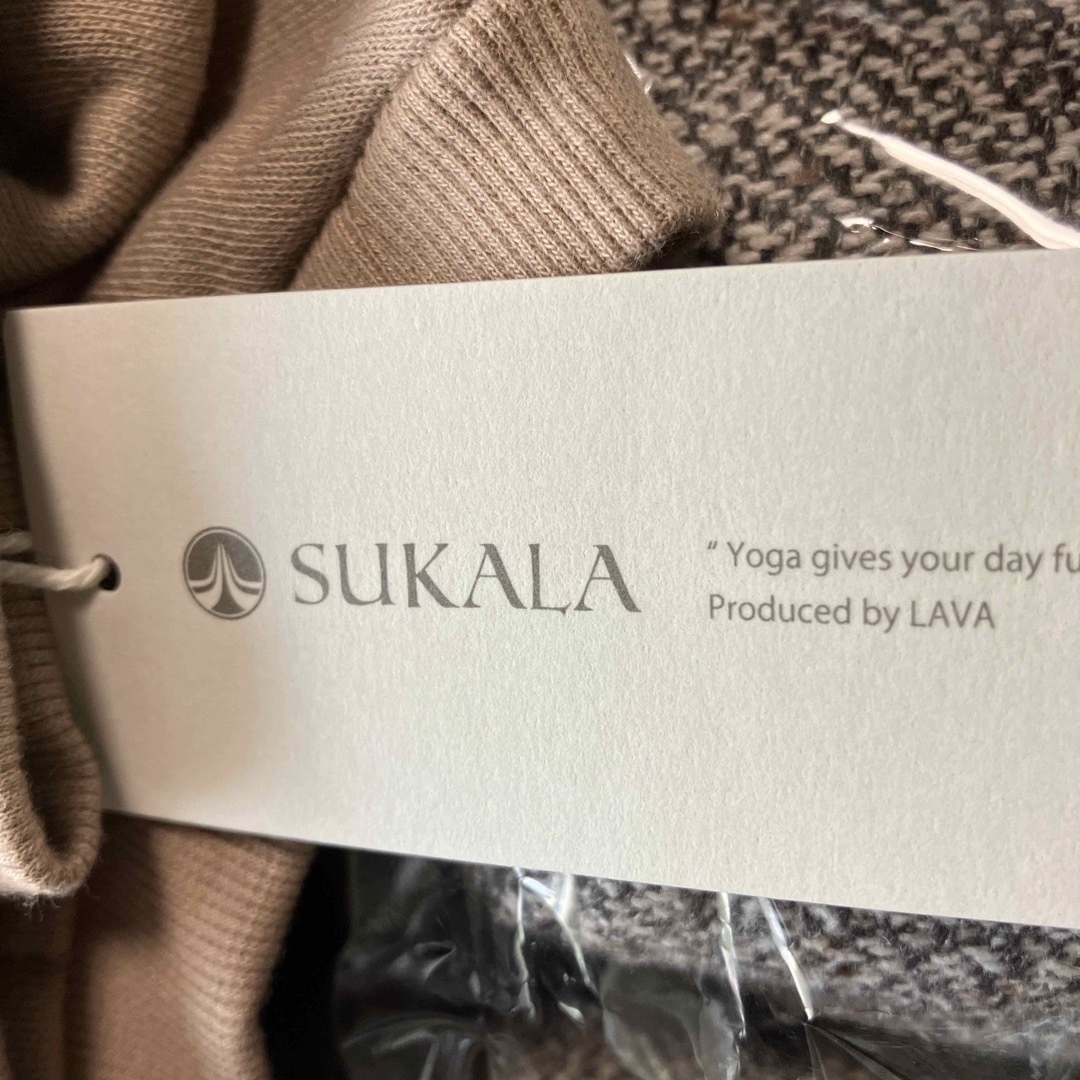 SUKALA
" Yoga gives your day
Produced by LAVA